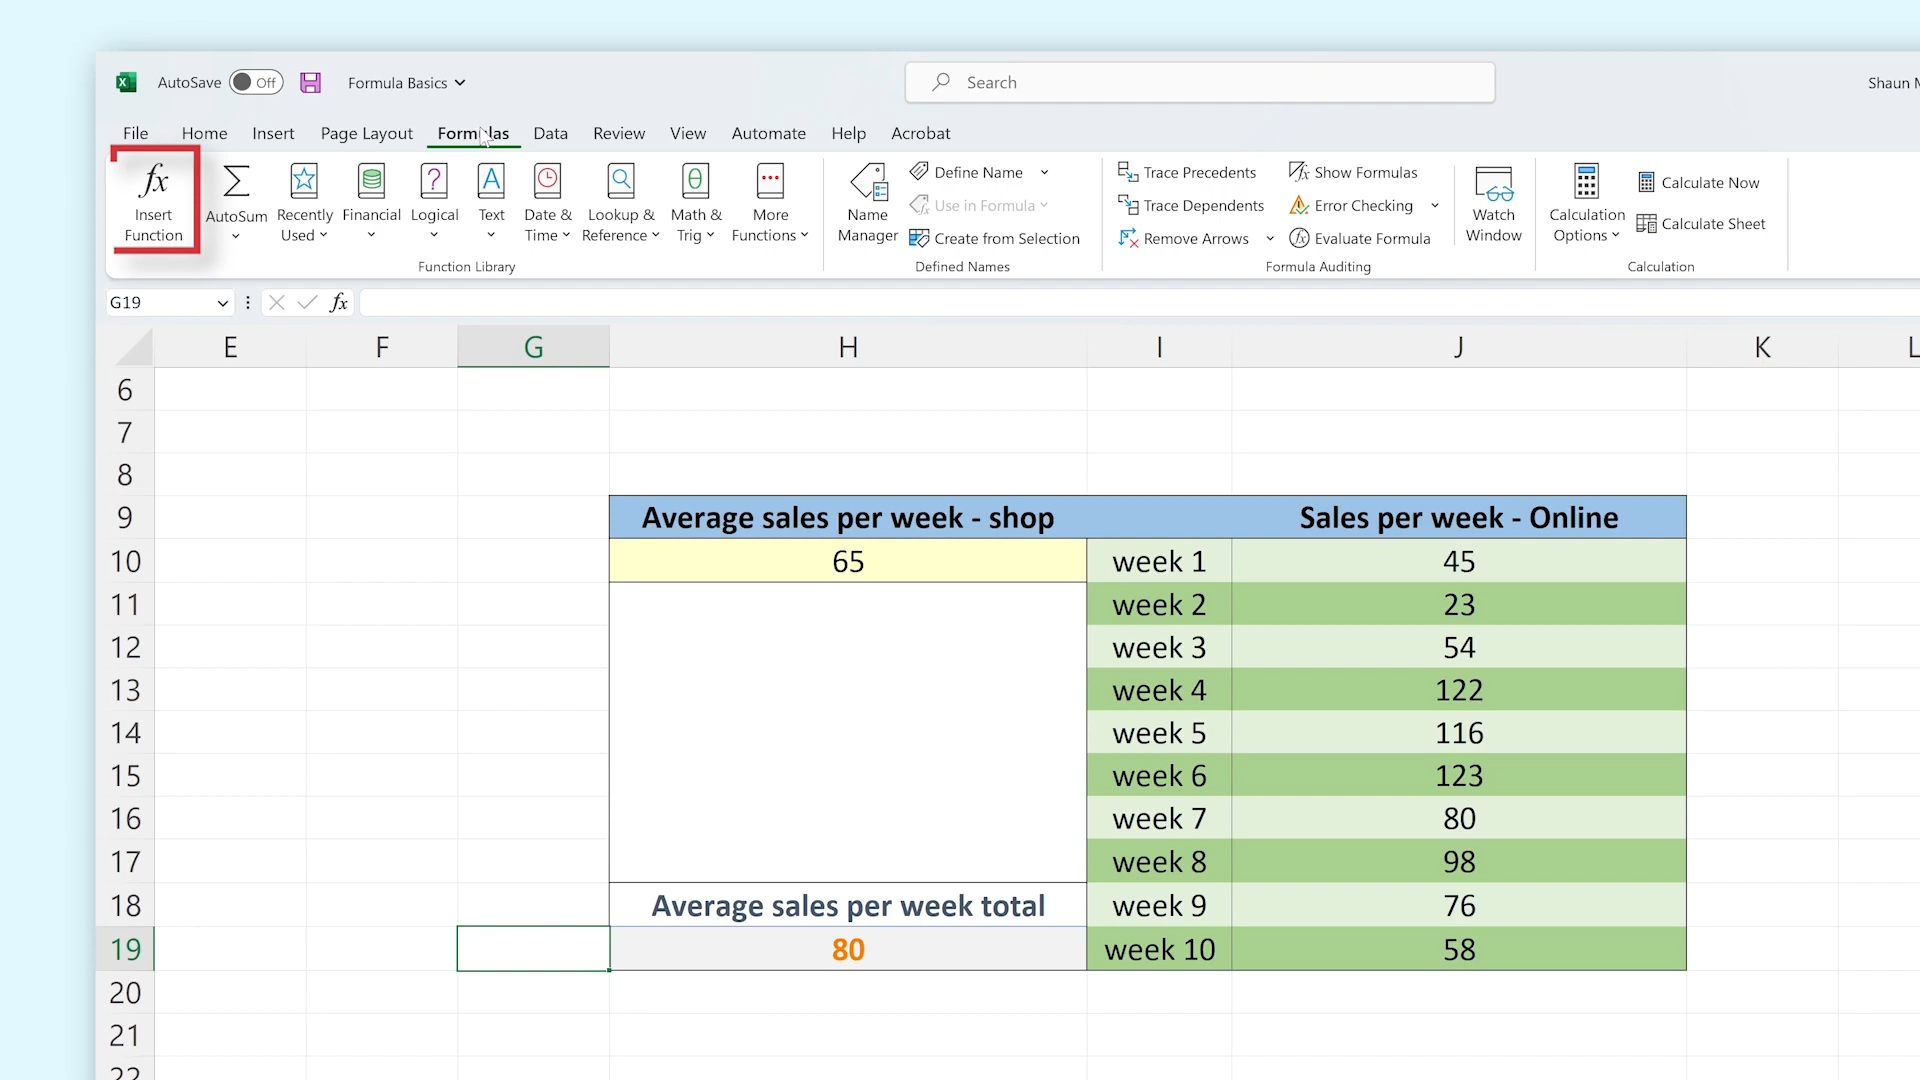 AutoSave Off Formula Basics Search Shaun M
File Home Insert Page Layout Formulas Data Review View Automate Help Acrobat
fx Insert Function
AutoSum
Recently Used
Financial
Logical
Text
Date & Time
Lookup & Reference
Math & Trig
More Functions
Function Library
Name Manager
Define Name
Use in Formula
Create from Selection
Defined Names
Trace Precedents
Trace Dependents
Remove Arrows
Show Formulas
Error Checking
Evaluate Formula
Formula Auditing
Watch Window
Calculation Options
Calculate Now
Calculate Sheet
Calculation
G19 fx
E F G H I J K L
6
7
8
9 Average sales per week - shop Sales per week - Online
10 65 week 1 45
11 week 2 23
12 week 3 54
13 week 4 122
14 week 5 116
15 week 6 123
16 week 7 80
17 week 8 98
18 Average sales per week total week 9 76
19 80 week 10 58
20
21
22